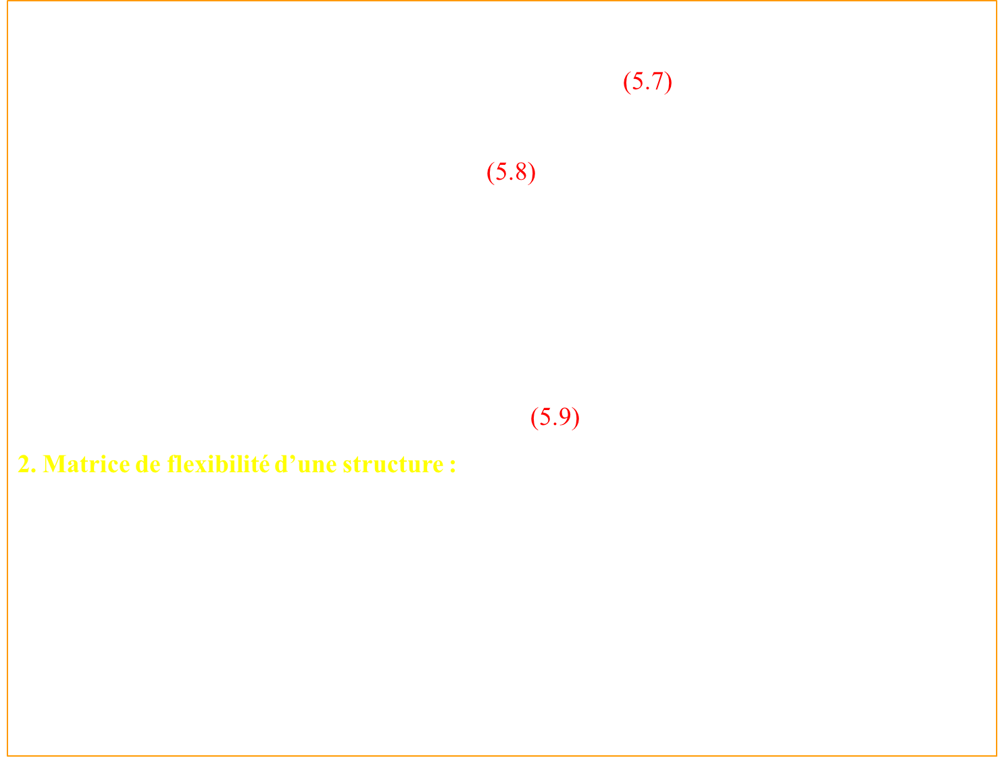 (5.7)
(5.8)
(5.9)
2. Matrice de flexibilité d’une structure :